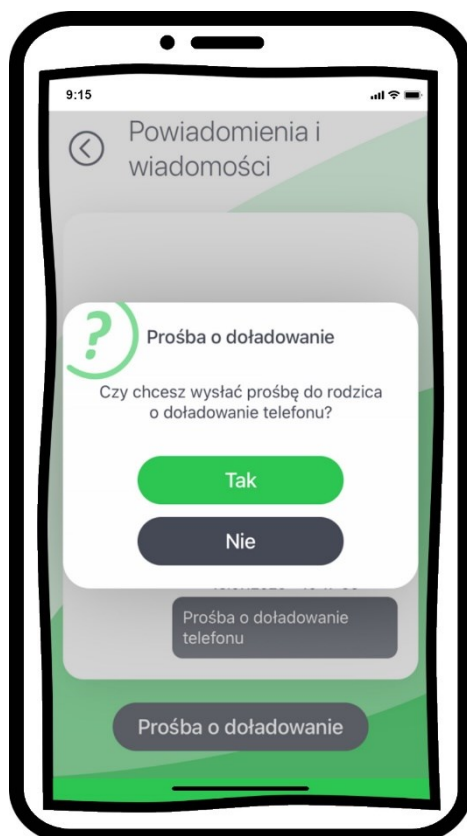 9:15
Powiadomienia i
wiadomości
?
Prośba o doładowanie
Czy chcesz wysłać prośbę do rodzica
o doładowanie telefonu?
Tak
Nie
Prośba o doładowanie
telefonu
Prośba o doładowanie